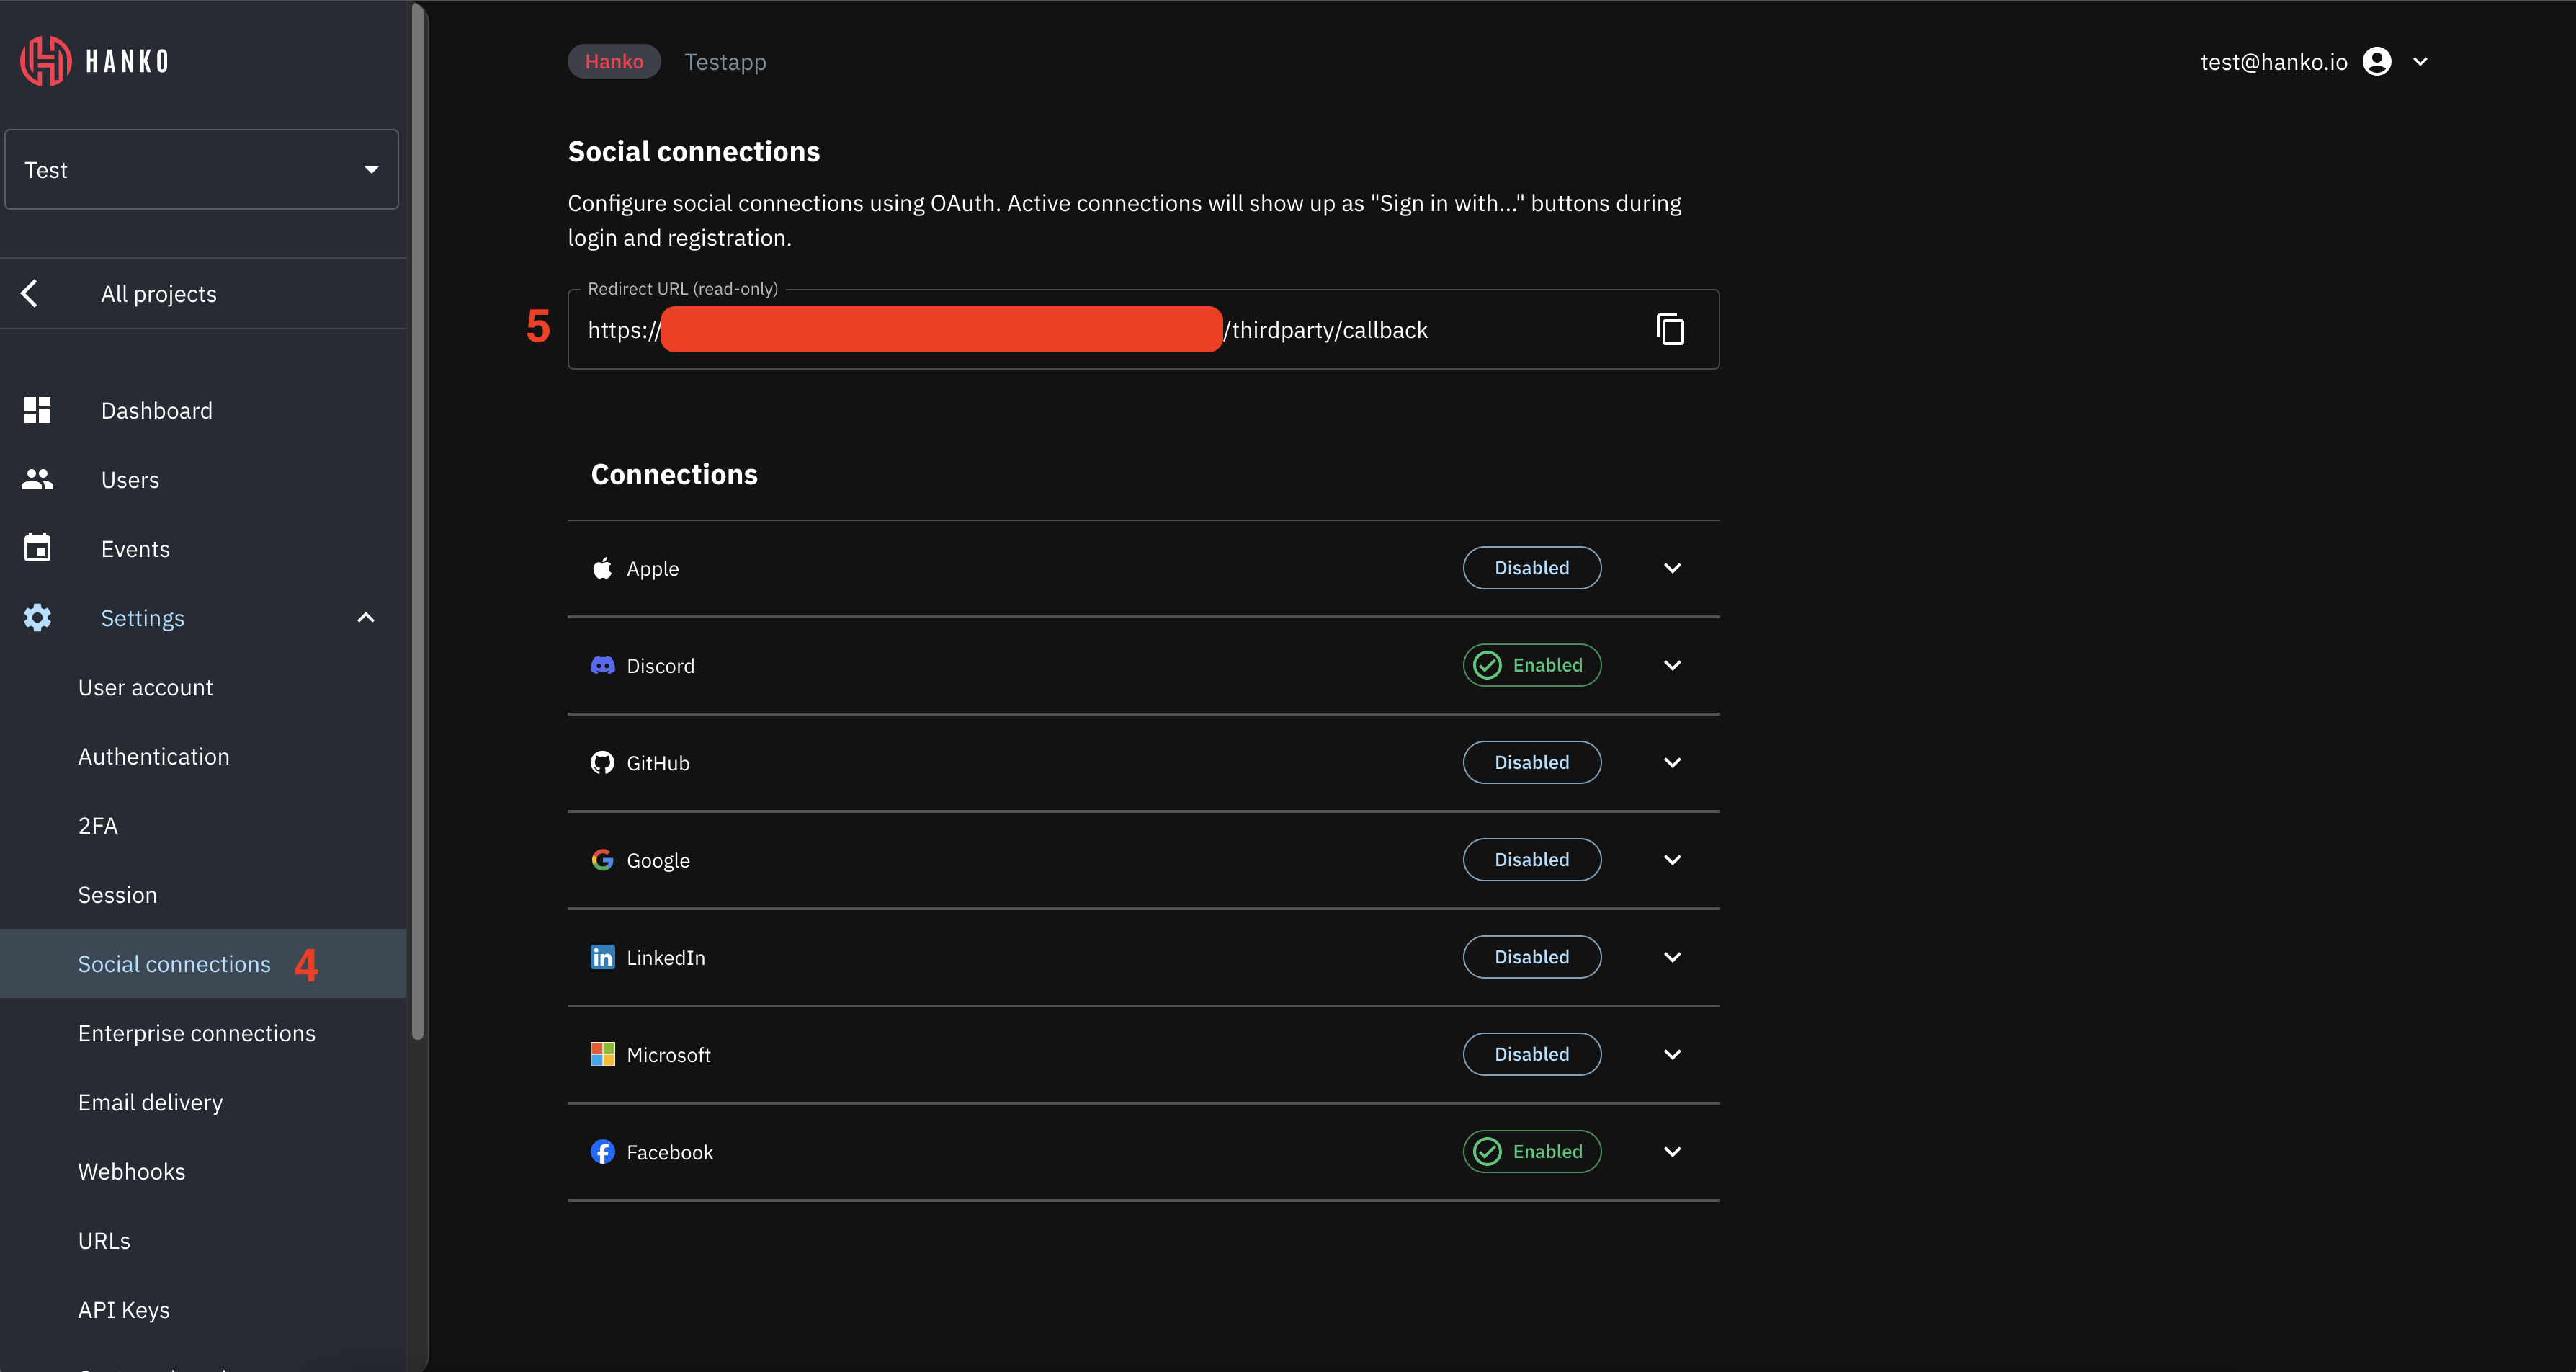 HANKO
Test
All projects
Dashboard
Users
Events
Settings
User account
Authentication
2FA
Session
Social connections 4
Enterprise connections
Email delivery
Webhooks
URLs
API Keys
Hanko Testapp
test@hanko.io
Social connections
Configure social connections using OAuth. Active connections will show up as "Sign in with..." buttons during
login and registration.
Redirect URL (read-only)
5 https:// /thirdparty/callback
Connections
Apple Disabled
Discord Enabled
GitHub Disabled
Google Disabled
in LinkedIn Disabled
Microsoft Disabled
Facebook Enabled